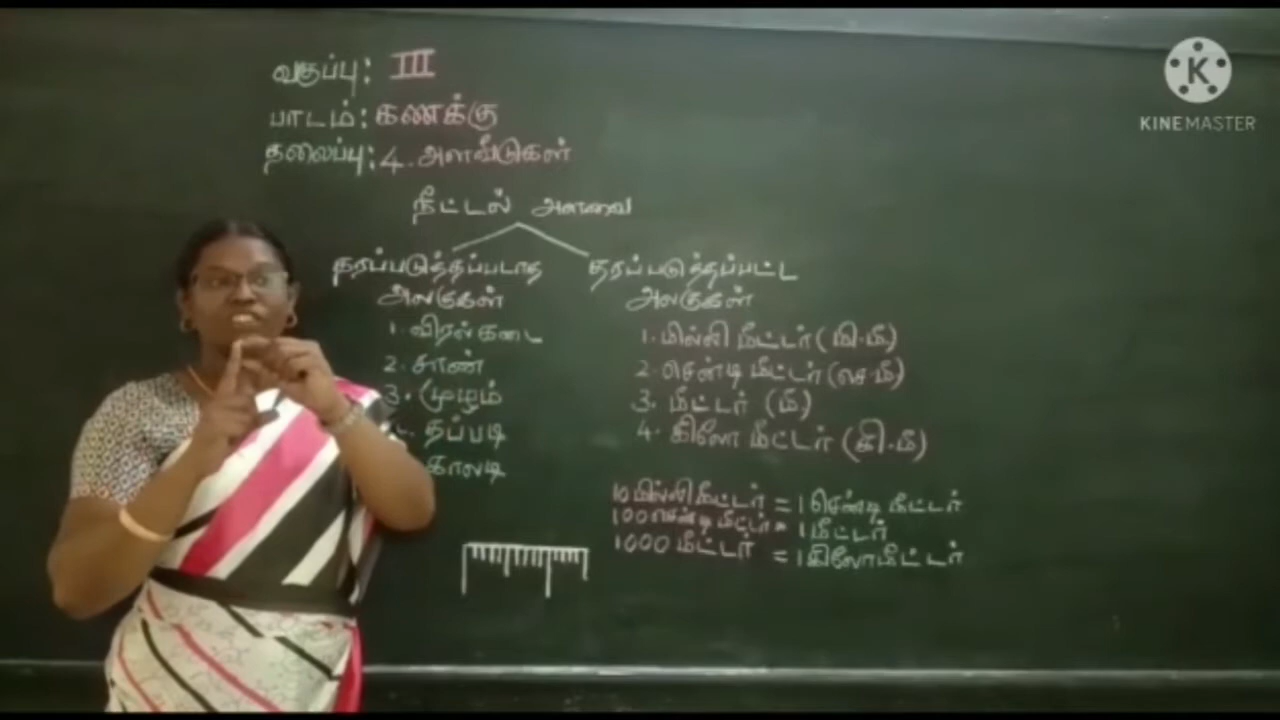 வகுப்பு: III
பாடம்: கணக்கு
தலைப்பு: 4. அளவீடுகள்
நீட்டல் அளவை
தரப்படுத்தப்படாத
அலகுகள்
1. விரல்கடை
2. சாண்
3. முழம்
தப்படி
காலடி
தரப்படுத்தப்பட்ட
அலகுகள்
1. மில்லி மீட்டர் (மி.மீ)
2. சென்டி மீட்டர் (செ.மீ)
3. மீட்டர் (மீ)
4. கிலோ மீட்டர் (கி.மீ)
10 மில்லி மீட்டர் = 1 சென்டி மீட்டர்
100 சென்டி மீட்டர் = 1 மீட்டர்
1000 மீட்டர் = 1 கிலோமீட்டர்
K
KINEMASTER